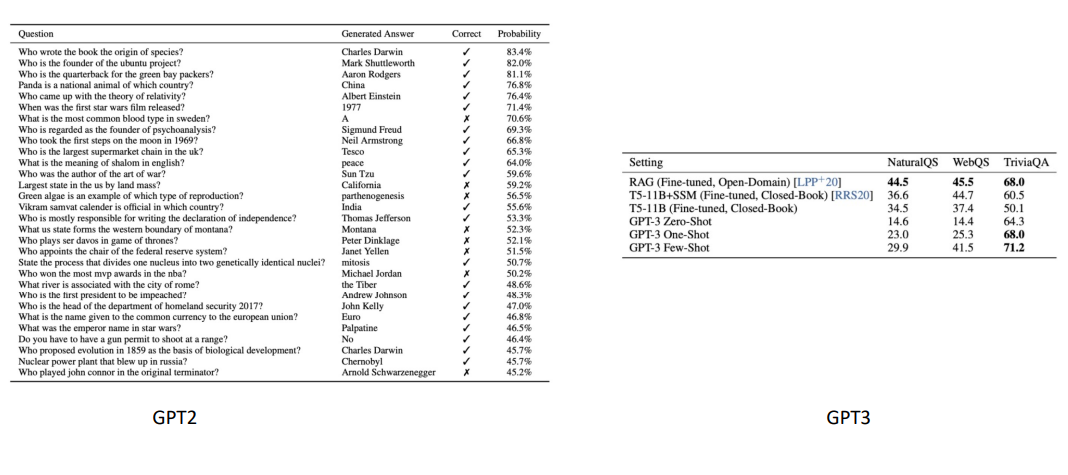 Question Generated Answer Correct Probability
Who wrote the book the origin of species? Charles Darwin ✓ 83.4%
Who is the founder of the ubuntu project? Mark Shuttleworth ✓ 82.0%
Who is the quarterback for the green bay packers? Aaron Rodgers ✓ 81.1%
Panda is a national animal of which country? China ✓ 76.8%
Who came up with the theory of relativity? Albert Einstein ✓ 76.4%
When was the first star wars film released? 1977 ✓ 71.4%
What is the most common blood type in sweden? A ✗ 70.6%
Who is regarded as the founder of psychoanalysis? Sigmund Freud ✓ 69.3%
Who took the first steps on the moon in 1969? Neil Armstrong ✓ 66.8%
Who is the largest supermarket chain in the uk? Tesco ✓ 65.3%
What is the meaning of shalom in english? peace ✓ 64.0%
Who was the author of the art of war? Sun Tzu ✓ 59.6%
Largest state in the us by land mass? California ✗ 59.2%
Green algae is an example of which type of reproduction? parthenogenesis ✗ 56.5%
Vikram samvat calender is official in which country? India ✓ 55.6%
Who is mostly responsible for writing the declaration of independence? Thomas Jefferson ✓ 53.3%
What us state forms the western boundary of montana? Montana ✗ 52.3%
Who plays ser davos in game of thrones? Peter Dinklage ✗ 52.1%
Who appoints the chair of the federal reserve system? Janet Yellen ✗ 51.5%
State the process that divides one nucleus into two genetically identical nuclei? mitosis ✓ 50.7%
Who won the most mvp awards in the nba? Michael Jordan ✗ 50.2%
What river is associated with the city of rome? the Tiber ✓ 48.6%
Who is the first president to be impeached? Andrew Johnson ✓ 48.3%
Who is the head of the department of homeland security 2017? John Kelly ✓ 47.0%
What is the name given to the common currency to the european union? Euro ✓ 46.8%
What was the emperor name in star wars? Palpatine ✓ 46.5%
Do you have to have a gun permit to shoot at a range? No ✓ 46.4%
Who proposed evolution in 1859 as the basis of biological development? Charles Darwin ✓ 45.7%
Nuclear power plant that blew up in russia? Chernobyl ✓ 45.7%
Who played john connor in the original terminator? Arnold Schwarzenegger ✗ 45.2%
GPT2
Setting NaturalQS WebQS TriviaQA
RAG (Fine-tuned, Open-Domain) [LPP+20] 44.5 45.5 68.0
T5-11B+SSM (Fine-tuned, Closed-Book) [RRS20] 36.6 44.7 60.5
T5-11B (Fine-tuned, Closed-Book) 34.5 37.4 50.1
GPT-3 Zero-Shot 14.6 14.4 64.3
GPT-3 One-Shot 23.0 25.3 68.0
GPT-3 Few-Shot 29.9 41.5 71.2
GPT3